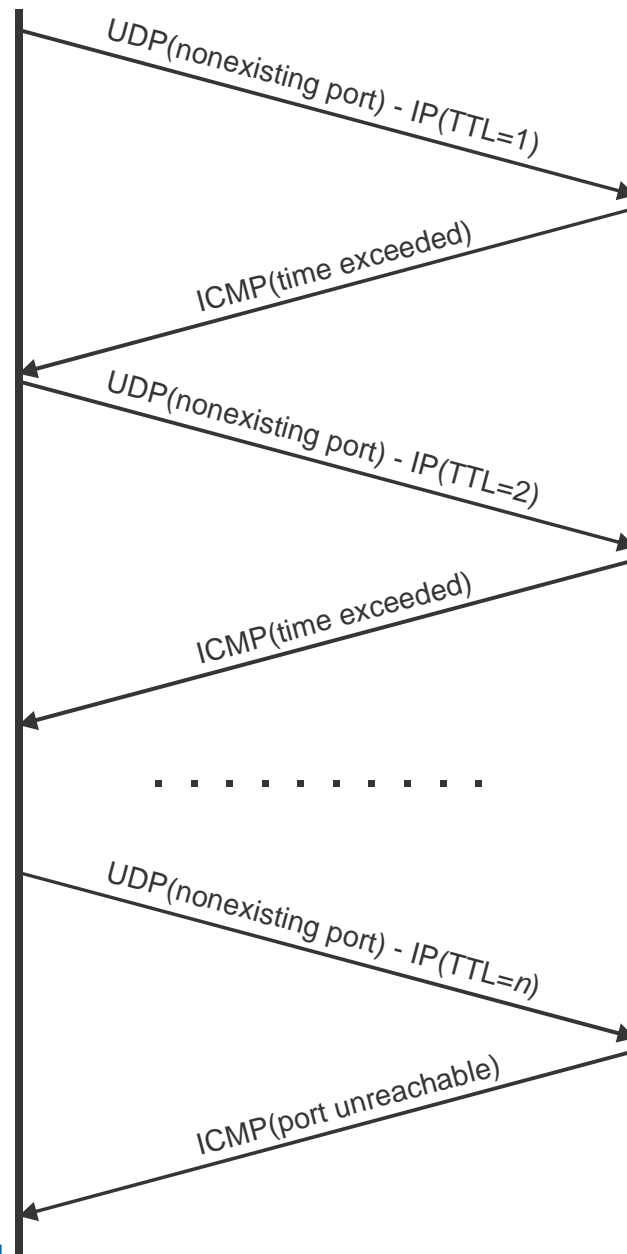 UDP(nonexisting port) - IP(TTL=1)
ICMP(time exceeded)
UDP(nonexisting port) - IP(TTL=2)
ICMP(time exceeded)
. . . . . . . . . .
UDP(nonexisting port) - IP(TTL=n)
ICMP(port unreachable)